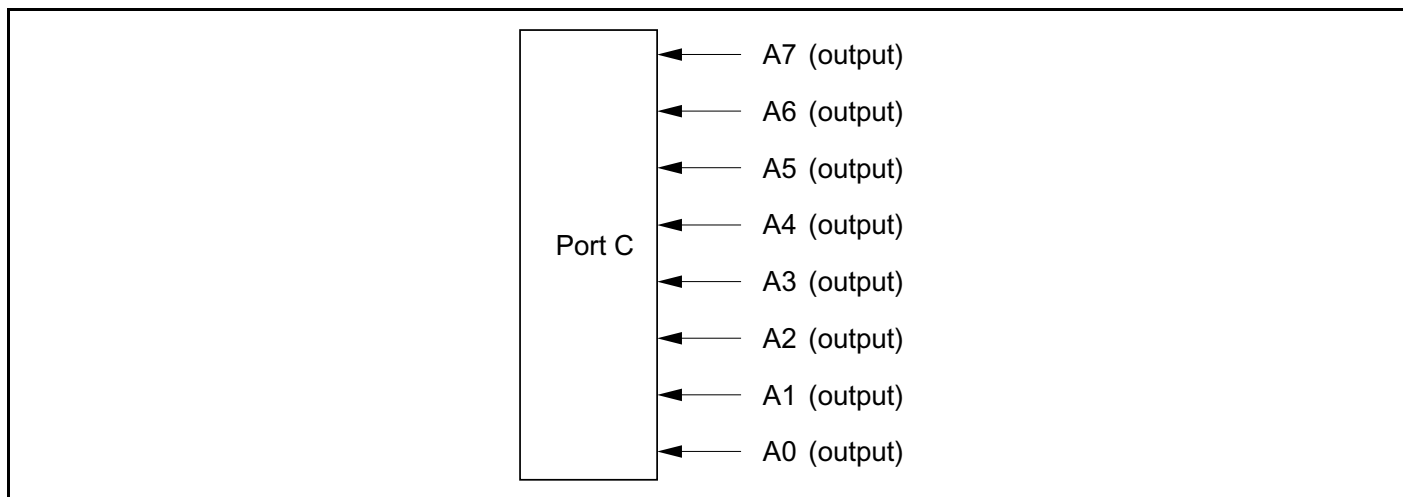 A7 (output)
A6 (output)
A5 (output)
A4 (output)
Port C
A3 (output)
A2 (output)
A1 (output)
A0 (output)